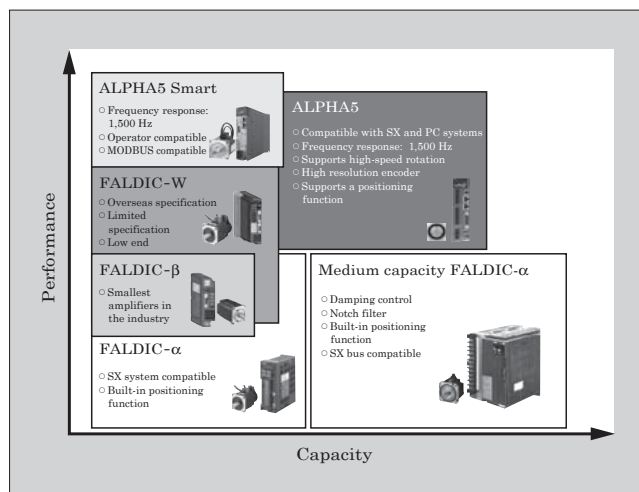 Performance
ALPHA5 Smart
○ Frequency response:
1,500 Hz
○ Operator compatible
○ MODBUS compatible
ALPHA5
○ Compatible with SX and PC systems
○ Frequency response: 1,500 Hz
○ Supports high-speed rotation
○ High resolution encoder
○ Supports a positioning
function
FALDIC-W
○ Overseas specification
○ Limited
specification
○ Low end
FALDIC-β
○ Smallest
amplifiers in
the industry
FALDIC-α
○ SX system compatible
○ Built-in positioning
function
Medium capacity FALDIC-α
○ Damping control
○ Notch filter
○ Built-in positioning
function
○ SX bus compatible
Capacity